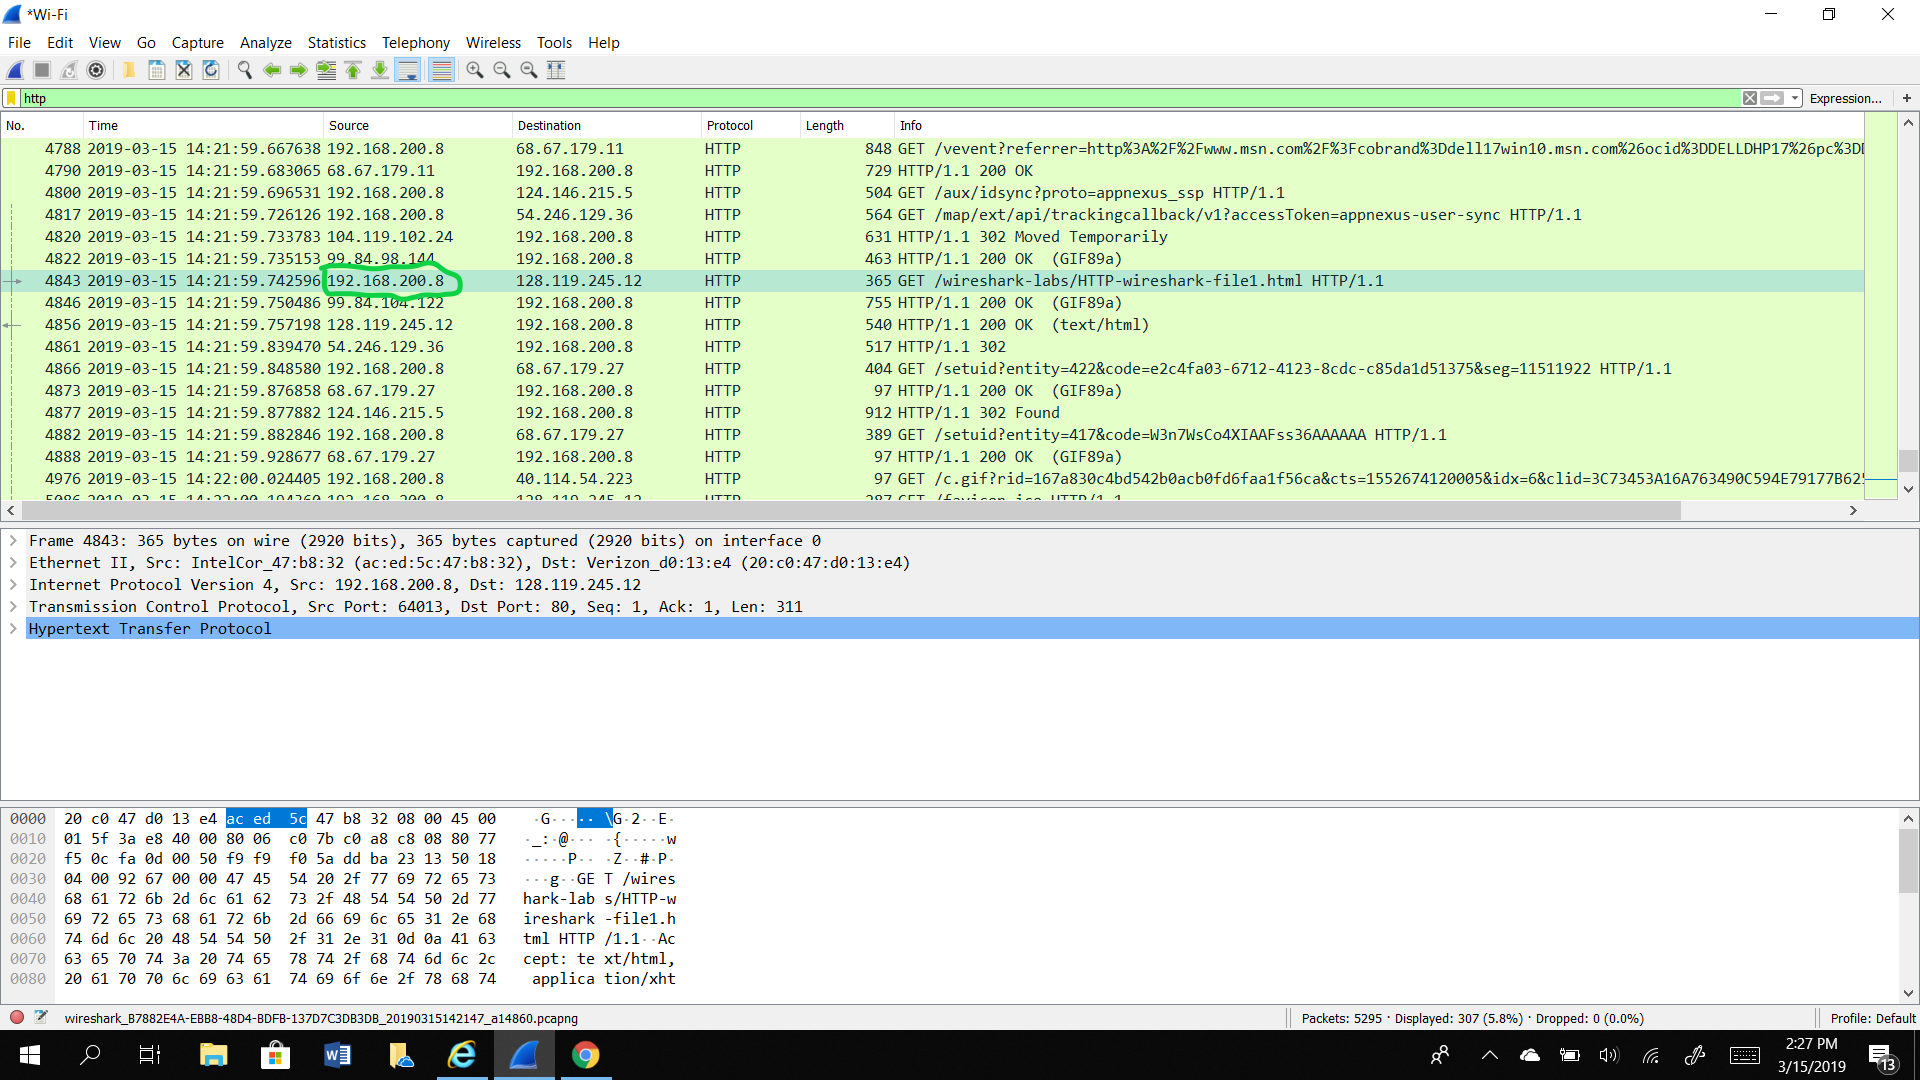 *Wi-Fi
File Edit View Go Capture Analyze Statistics Telephony Wireless Tools Help
http Expression... +
No. Time Source Destination Protocol Length Info
4788 2019-03-15 14:21:59.667638 192.168.200.8 68.67.179.11 HTTP 848 GET /vevent?referrer=http%3A%2F%2Fwww.msn.com%2F%3Fcobrand%3Ddell17win10.msn.com%26ocid%3DDELLDHP17%26pc%3D
4790 2019-03-15 14:21:59.683065 68.67.179.11 192.168.200.8 HTTP 729 HTTP/1.1 200 OK
4800 2019-03-15 14:21:59.696531 192.168.200.8 124.146.215.5 HTTP 504 GET /aux/idsync?proto=appnexus_ssp HTTP/1.1
4817 2019-03-15 14:21:59.726126 192.168.200.8 54.246.129.36 HTTP 564 GET /map/ext/api/trackingcallback/v1?accessToken=appnexus-user-sync HTTP/1.1
4820 2019-03-15 14:21:59.733783 104.119.102.24 192.168.200.8 HTTP 631 HTTP/1.1 302 Moved Temporarily
4822 2019-03-15 14:21:59.735153 99.84.98.144 192.168.200.8 HTTP 463 HTTP/1.1 200 OK (GIF89a)
4843 2019-03-15 14:21:59.742596 192.168.200.8 128.119.245.12 HTTP 365 GET /wireshark-labs/HTTP-wireshark-file1.html HTTP/1.1
4846 2019-03-15 14:21:59.750486 99.84.104.122 192.168.200.8 HTTP 755 HTTP/1.1 200 OK (GIF89a)
4856 2019-03-15 14:21:59.757198 128.119.245.12 192.168.200.8 HTTP 540 HTTP/1.1 200 OK (text/html)
4861 2019-03-15 14:21:59.839470 54.246.129.36 192.168.200.8 HTTP 517 HTTP/1.1 302
4866 2019-03-15 14:21:59.848580 192.168.200.8 68.67.179.27 HTTP 404 GET /setuid?entity=422&code=e2c4fa03-6712-4123-8cdc-c85da1d51375&seg=11511922 HTTP/1.1
4873 2019-03-15 14:21:59.876858 68.67.179.27 192.168.200.8 HTTP 97 HTTP/1.1 200 OK (GIF89a)
4877 2019-03-15 14:21:59.877882 124.146.215.5 192.168.200.8 HTTP 912 HTTP/1.1 302 Found
4882 2019-03-15 14:21:59.882846 192.168.200.8 68.67.179.27 HTTP 389 GET /setuid?entity=417&code=W3n7WsCo4XIAAFss36AAAAAA HTTP/1.1
4888 2019-03-15 14:21:59.928677 68.67.179.27 192.168.200.8 HTTP 97 HTTP/1.1 200 OK (GIF89a)
4976 2019-03-15 14:22:00.024405 192.168.200.8 40.114.54.223 HTTP 97 GET /c.gif?rid=167a830c4bd542b0acb0fd6faa1f56ca&cts=1552674120005&idx=6&clid=3C73453A16A763490C594E79177B625
5086 2019-03-15 14:22:00.194360 192.168.200.8 128.119.245.12 HTTP 287 GET /favicon.ico HTTP/1.1
Frame 4843: 365 bytes on wire (2920 bits), 365 bytes captured (2920 bits) on interface 0
Ethernet II, Src: IntelCor_47:b8:32 (ac:ed:5c:47:b8:32), Dst: Verizon_d0:13:e4 (20:c0:47:d0:13:e4)
Internet Protocol Version 4, Src: 192.168.200.8, Dst: 128.119.245.12
Transmission Control Protocol, Src Port: 64013, Dst Port: 80, Seq: 1, Ack: 1, Len: 311
Hypertext Transfer Protocol
0000 20 c0 47 d0 13 e4 ac ed 5c 47 b8 32 08 00 45 00 ·G····· \G·2··E·
0010 01 5f 3a e8 40 00 80 06 c0 7b c0 a8 c8 08 80 77 ·_:·@··· ·{·····w
0020 f5 0c fa 0d 00 50 f9 f9 f0 5a dd ba 23 13 50 18 ·····P·· ·Z··#·P·
0030 04 00 92 67 00 00 47 45 54 20 2f 77 69 72 65 73 ···g··GE T /wires
0040 68 61 72 6b 2d 6c 61 62 73 2f 48 54 54 50 2d 77 hark-lab s/HTTP-w
0050 69 72 65 73 68 61 72 6b 2d 66 69 6c 65 31 2e 68 ireshark -file1.h
0060 74 6d 6c 20 48 54 54 50 2f 31 2e 31 0d 0a 41 63 tml HTTP /1.1··Ac
0070 63 65 70 74 3a 20 74 65 78 74 2f 68 74 6d 6c 2c cept: te xt/html,
0080 20 61 70 70 6c 69 63 61 74 69 6f 6e 2f 78 68 74 applica tion/xht
wireshark_B7882E4A-EBB8-48D4-BDFB-137D7C3DB3DB_20190315142147_a14860.pcapng Packets: 5295 · Displayed: 307 (5.8%) · Dropped: 0 (0.0%) Profile: Default
2:27 PM
3/15/2019
13